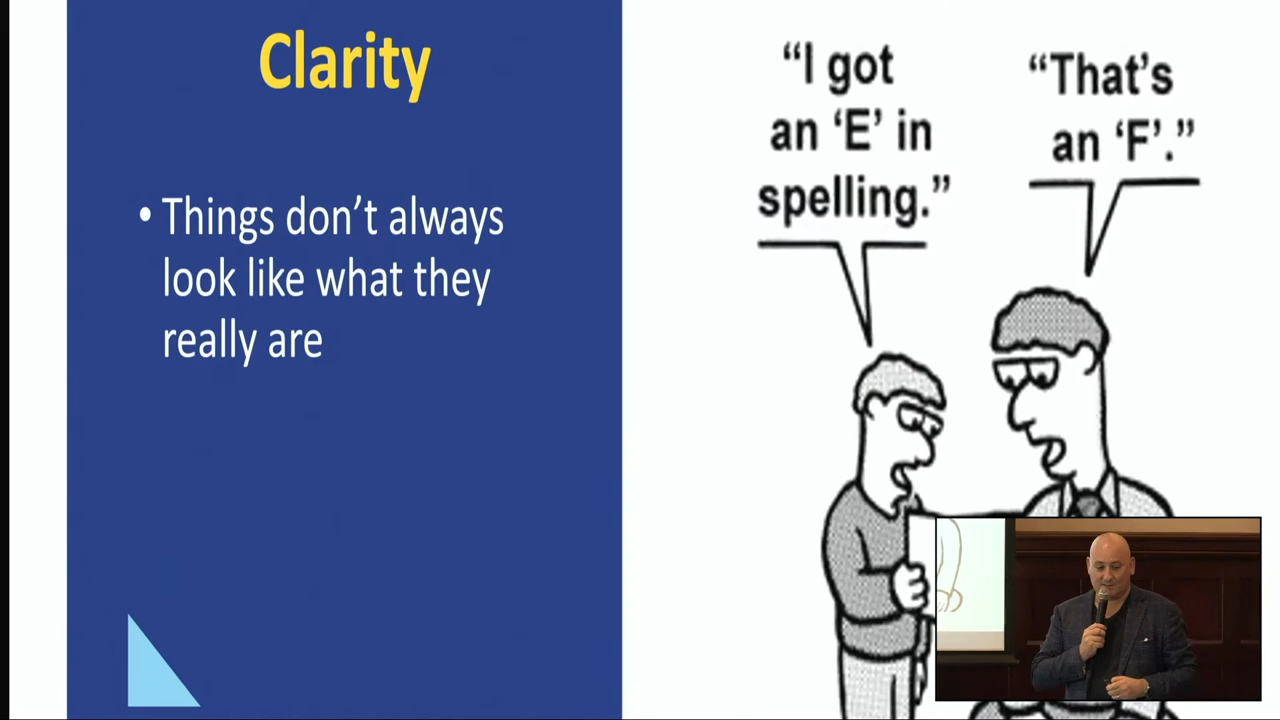 Clarity
• Things don’t always
look like what they
really are
“I got
an ‘E’ in
spelling.”
“That’s
an ‘F’.”